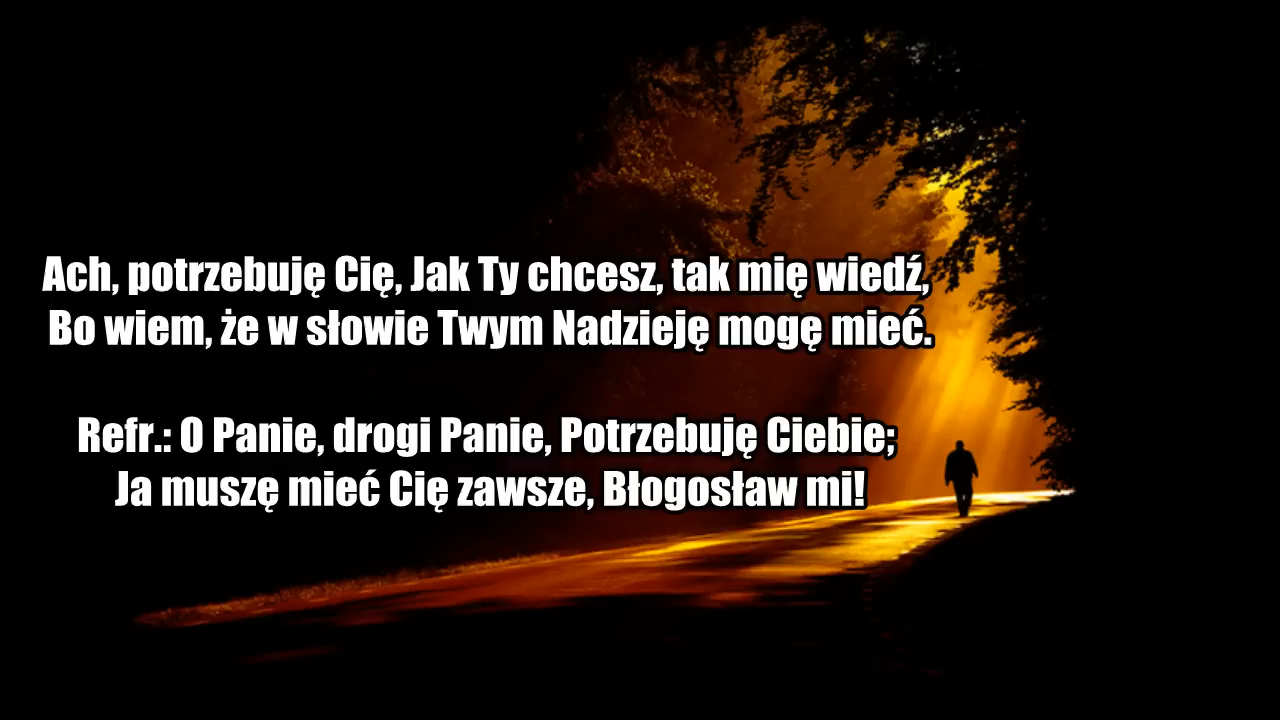 Ach, potrzebuję Cię, Jak Ty chcesz, tak mię wiedź,
Bo wiem, że w słowie Twym Nadzieję mogę mieć.
Refr.: O Panie, drogi Panie, Potrzebuję Ciebie;
Ja muszę mieć Cię zawsze, Błogosław mi!